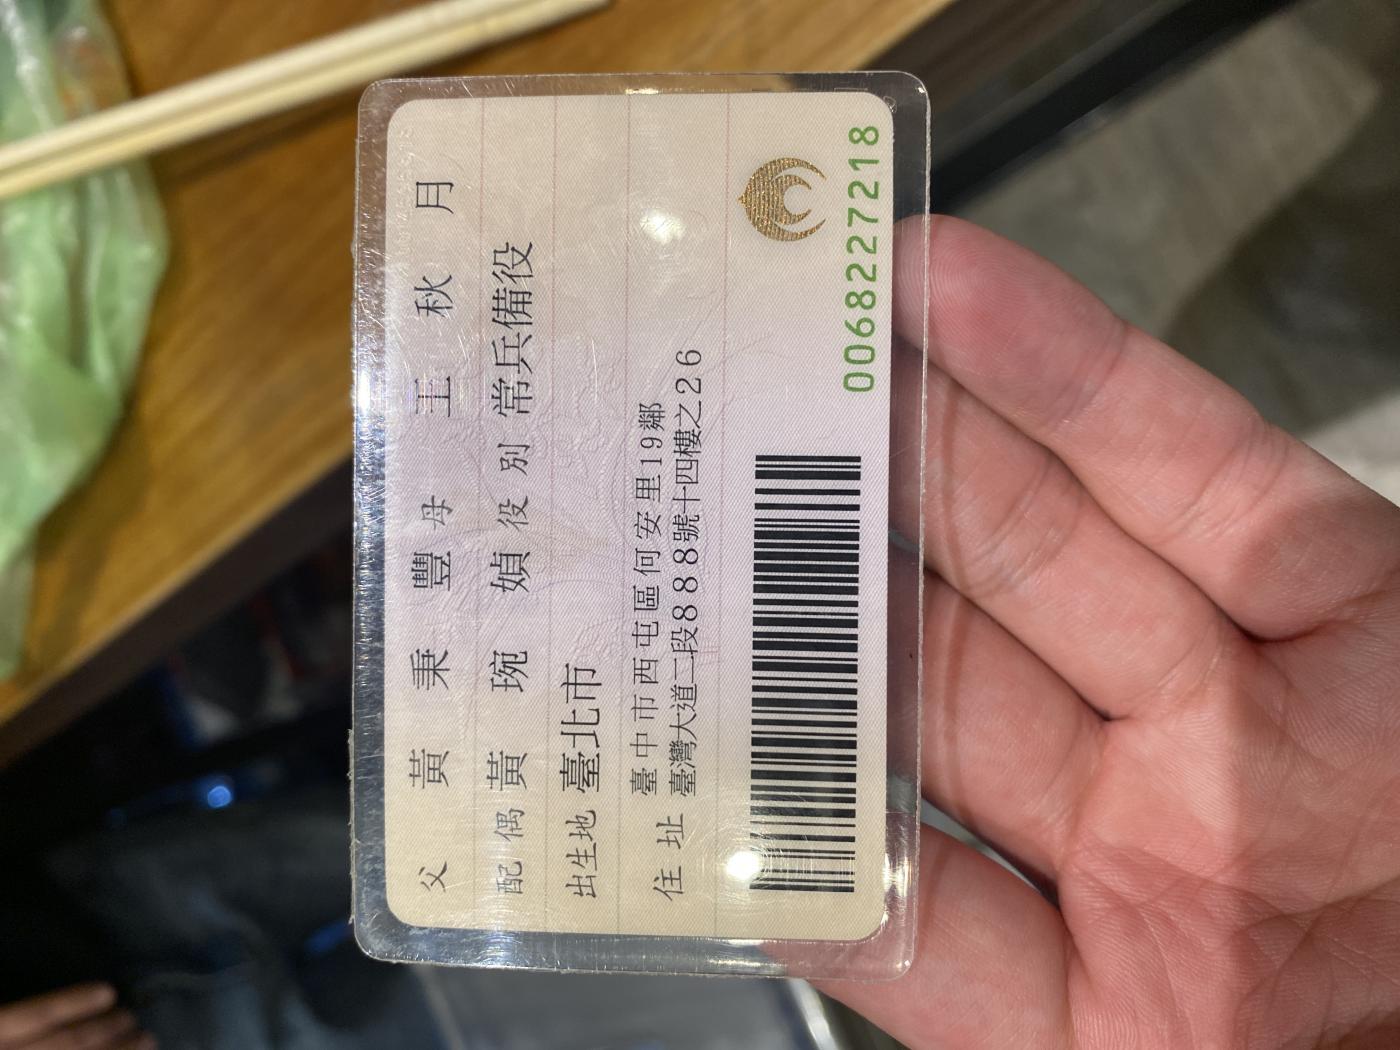 父 黃秉豐 母 王秋月
配偶 黃琬媜 役別 常兵備役
出生地 臺北市
住址 臺中市西屯區何安里19鄰
臺灣大道二段888號十四樓之26
0068227218